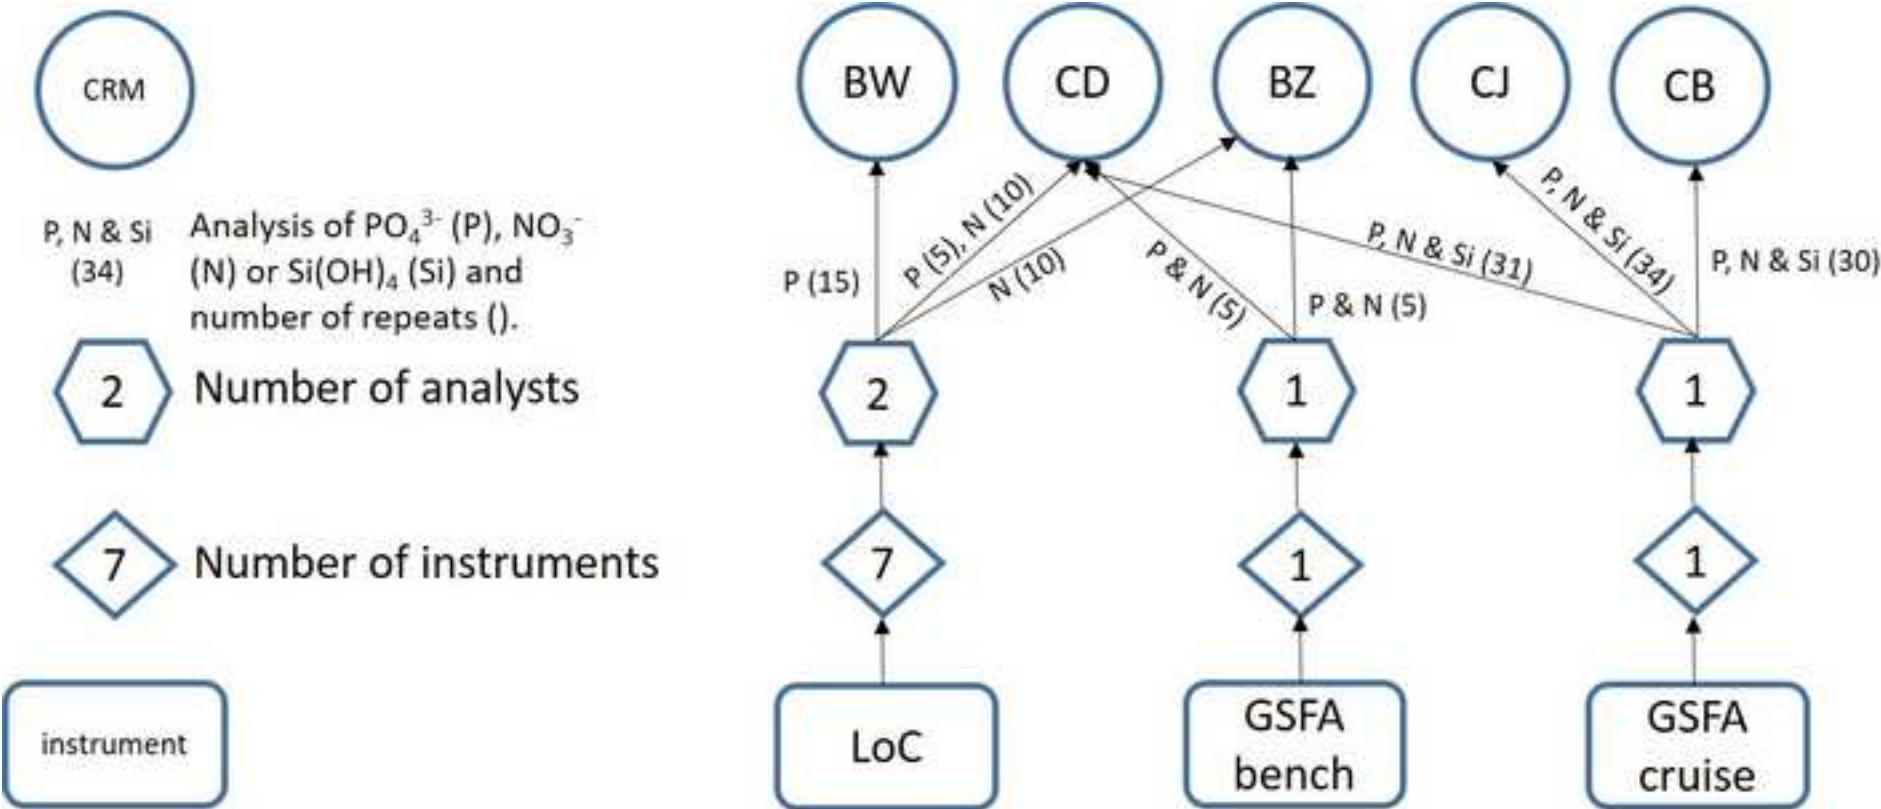 CRM
P, N & Si
(34)
Analysis of PO₄³⁻ (P), NO₃⁻
(N) or Si(OH)₄ (Si) and
number of repeats ().
2
Number of analysts
7
Number of instruments
instrument
BW
CD
BZ
CJ
CB
P (15)
P (5), N (10)
N (10)
P & N (5)
P & N (5)
P, N & Si (31)
P, N & Si (34)
P, N & Si (30)
2
1
1
7
1
1
LoC
GSFA
bench
GSFA
cruise